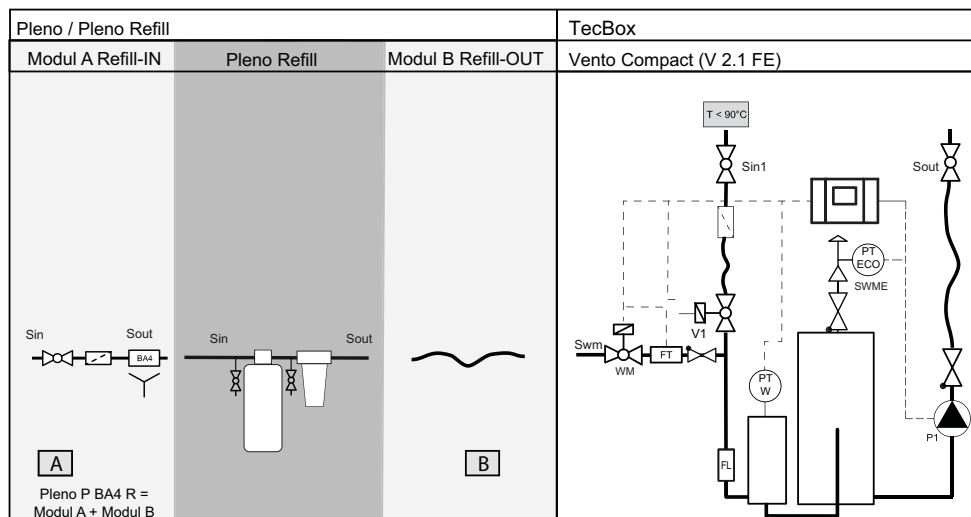 Pleno / Pleno Refill
TecBox
Modul A Refill-IN
Pleno Refill
Modul B Refill-OUT
Vento Compact (V 2.1 FE)
T < 90°C
Sin1
Sout
PT
ECO
SWME
V1
Sin
Sout
BA4
Sin
Sout
Swm
WM
FT
PT
W
P1
FL
A
B
Pleno P BA4 R =
Modul A + Modul B